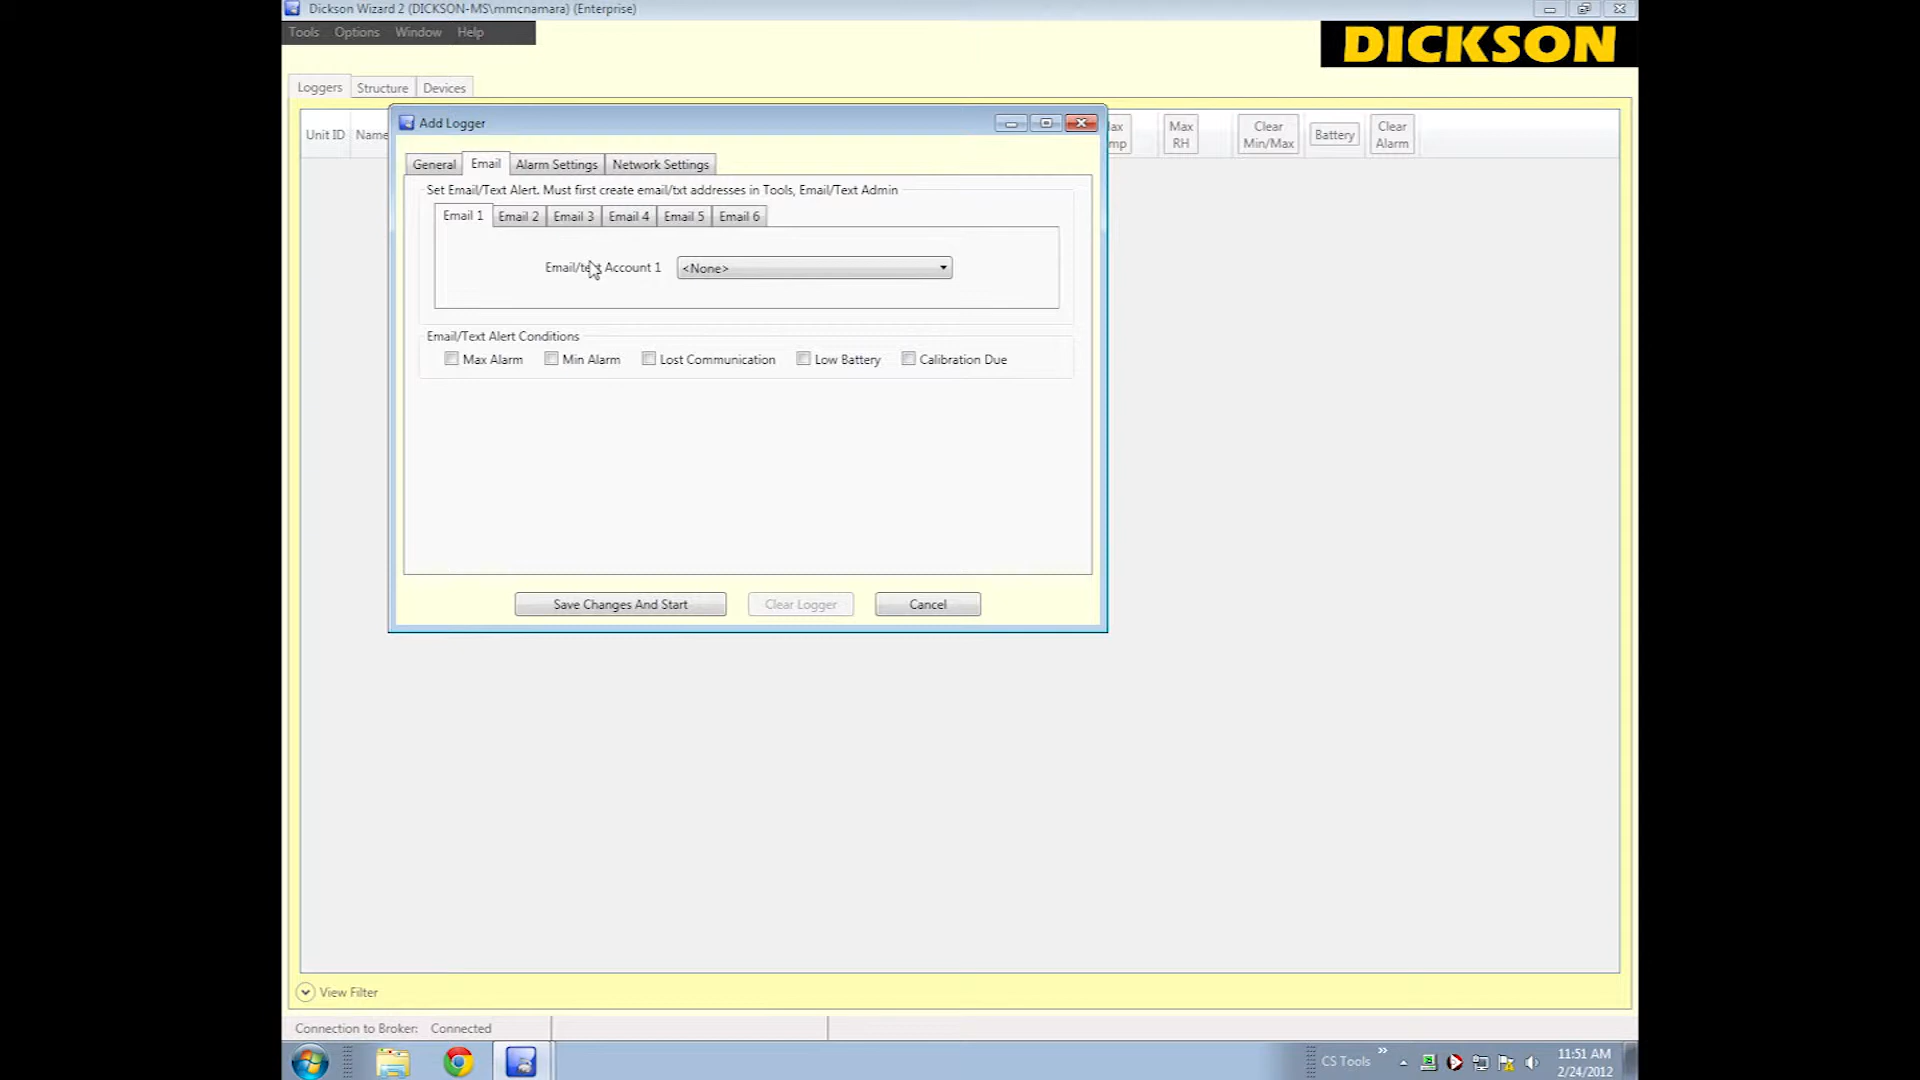 Dickson Wizard 2 (DICKSON-MS\mmcnamara) (Enterprise)
Tools Options Window Help
DICKSON
Loggers Structure Devices
Unit ID Name
Max RH
Clear Min/Max
Battery
Clear Alarm
Add Logger
General Email Alarm Settings Network Settings
Set Email/Text Alert. Must first create email/txt addresses in Tools, Email/Text Admin
Email 1 Email 2 Email 3 Email 4 Email 5 Email 6
Email/text Account 1 <None>
Email/Text Alert Conditions
Max Alarm Min Alarm Lost Communication Low Battery Calibration Due
Save Changes And Start Clear Logger Cancel
View Filter
Connection to Broker: Connected
CS Tools
11:51 AM
2/24/2012